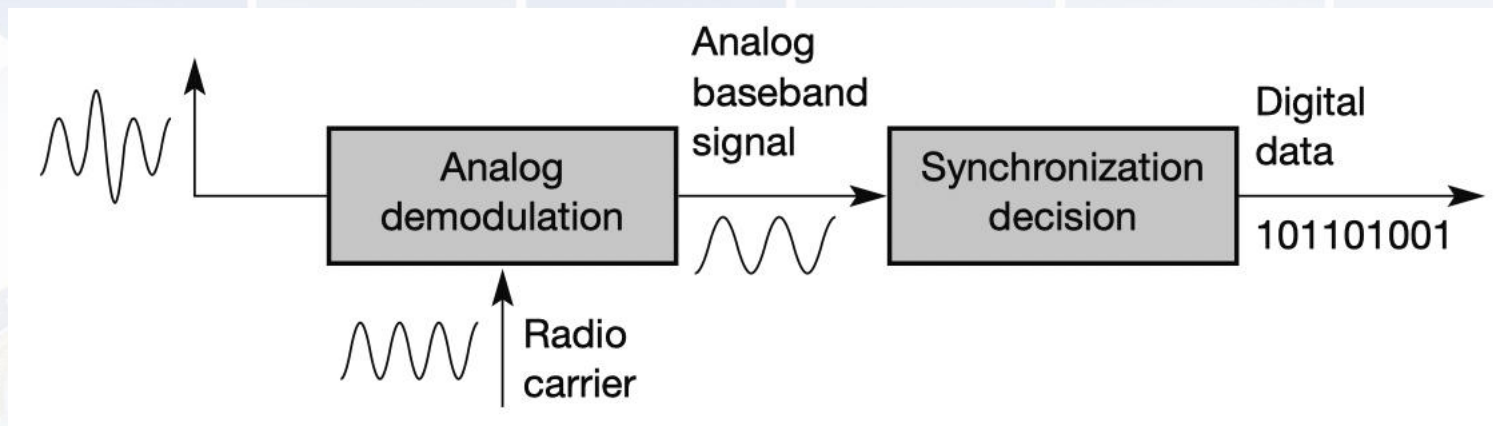 Analog
baseband
signal
Analog
demodulation
Synchronization
decision
Digital
data
101101001
Radio
carrier